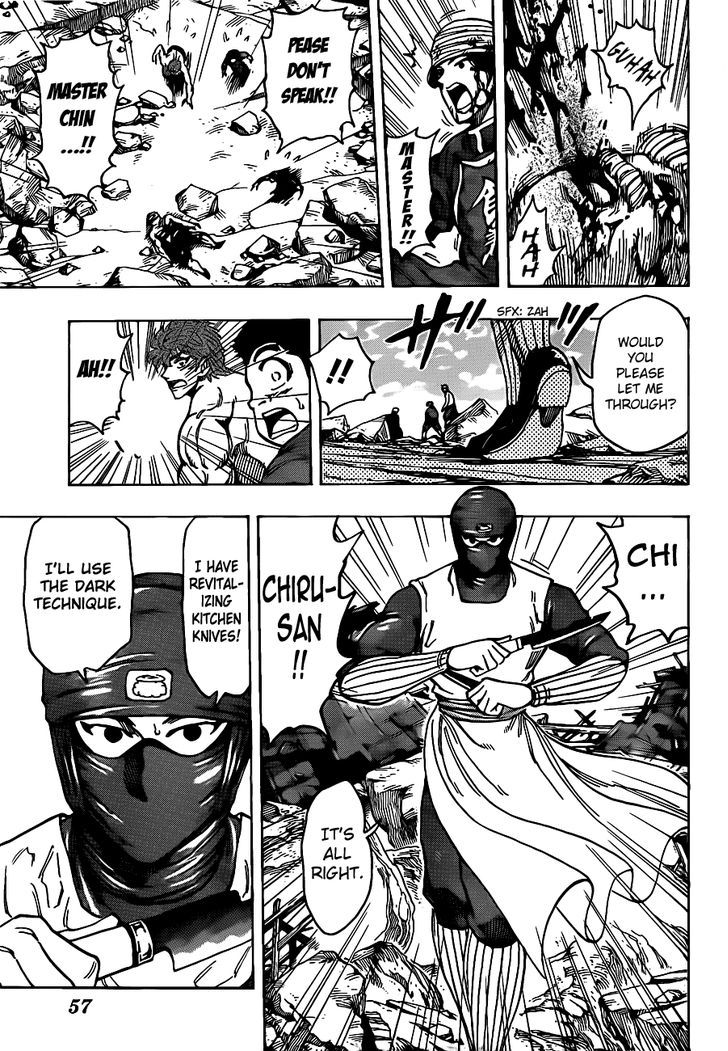 GUHAH
HAH
MASTER!!
PEASE
DON'T
SPEAK!!
MASTER
CHIN
....!!
WOULD
YOU
PLEASE
LET ME
THROUGH?
SFX: ZAH
!!
AH!!
CHI
...
CHIRU-
SAN
!!
IT'S
ALL
RIGHT.
I HAVE
REVITAL-
IZING
KITCHEN
KNIVES!
I'LL USE
THE DARK
TECHNIQUE.
57